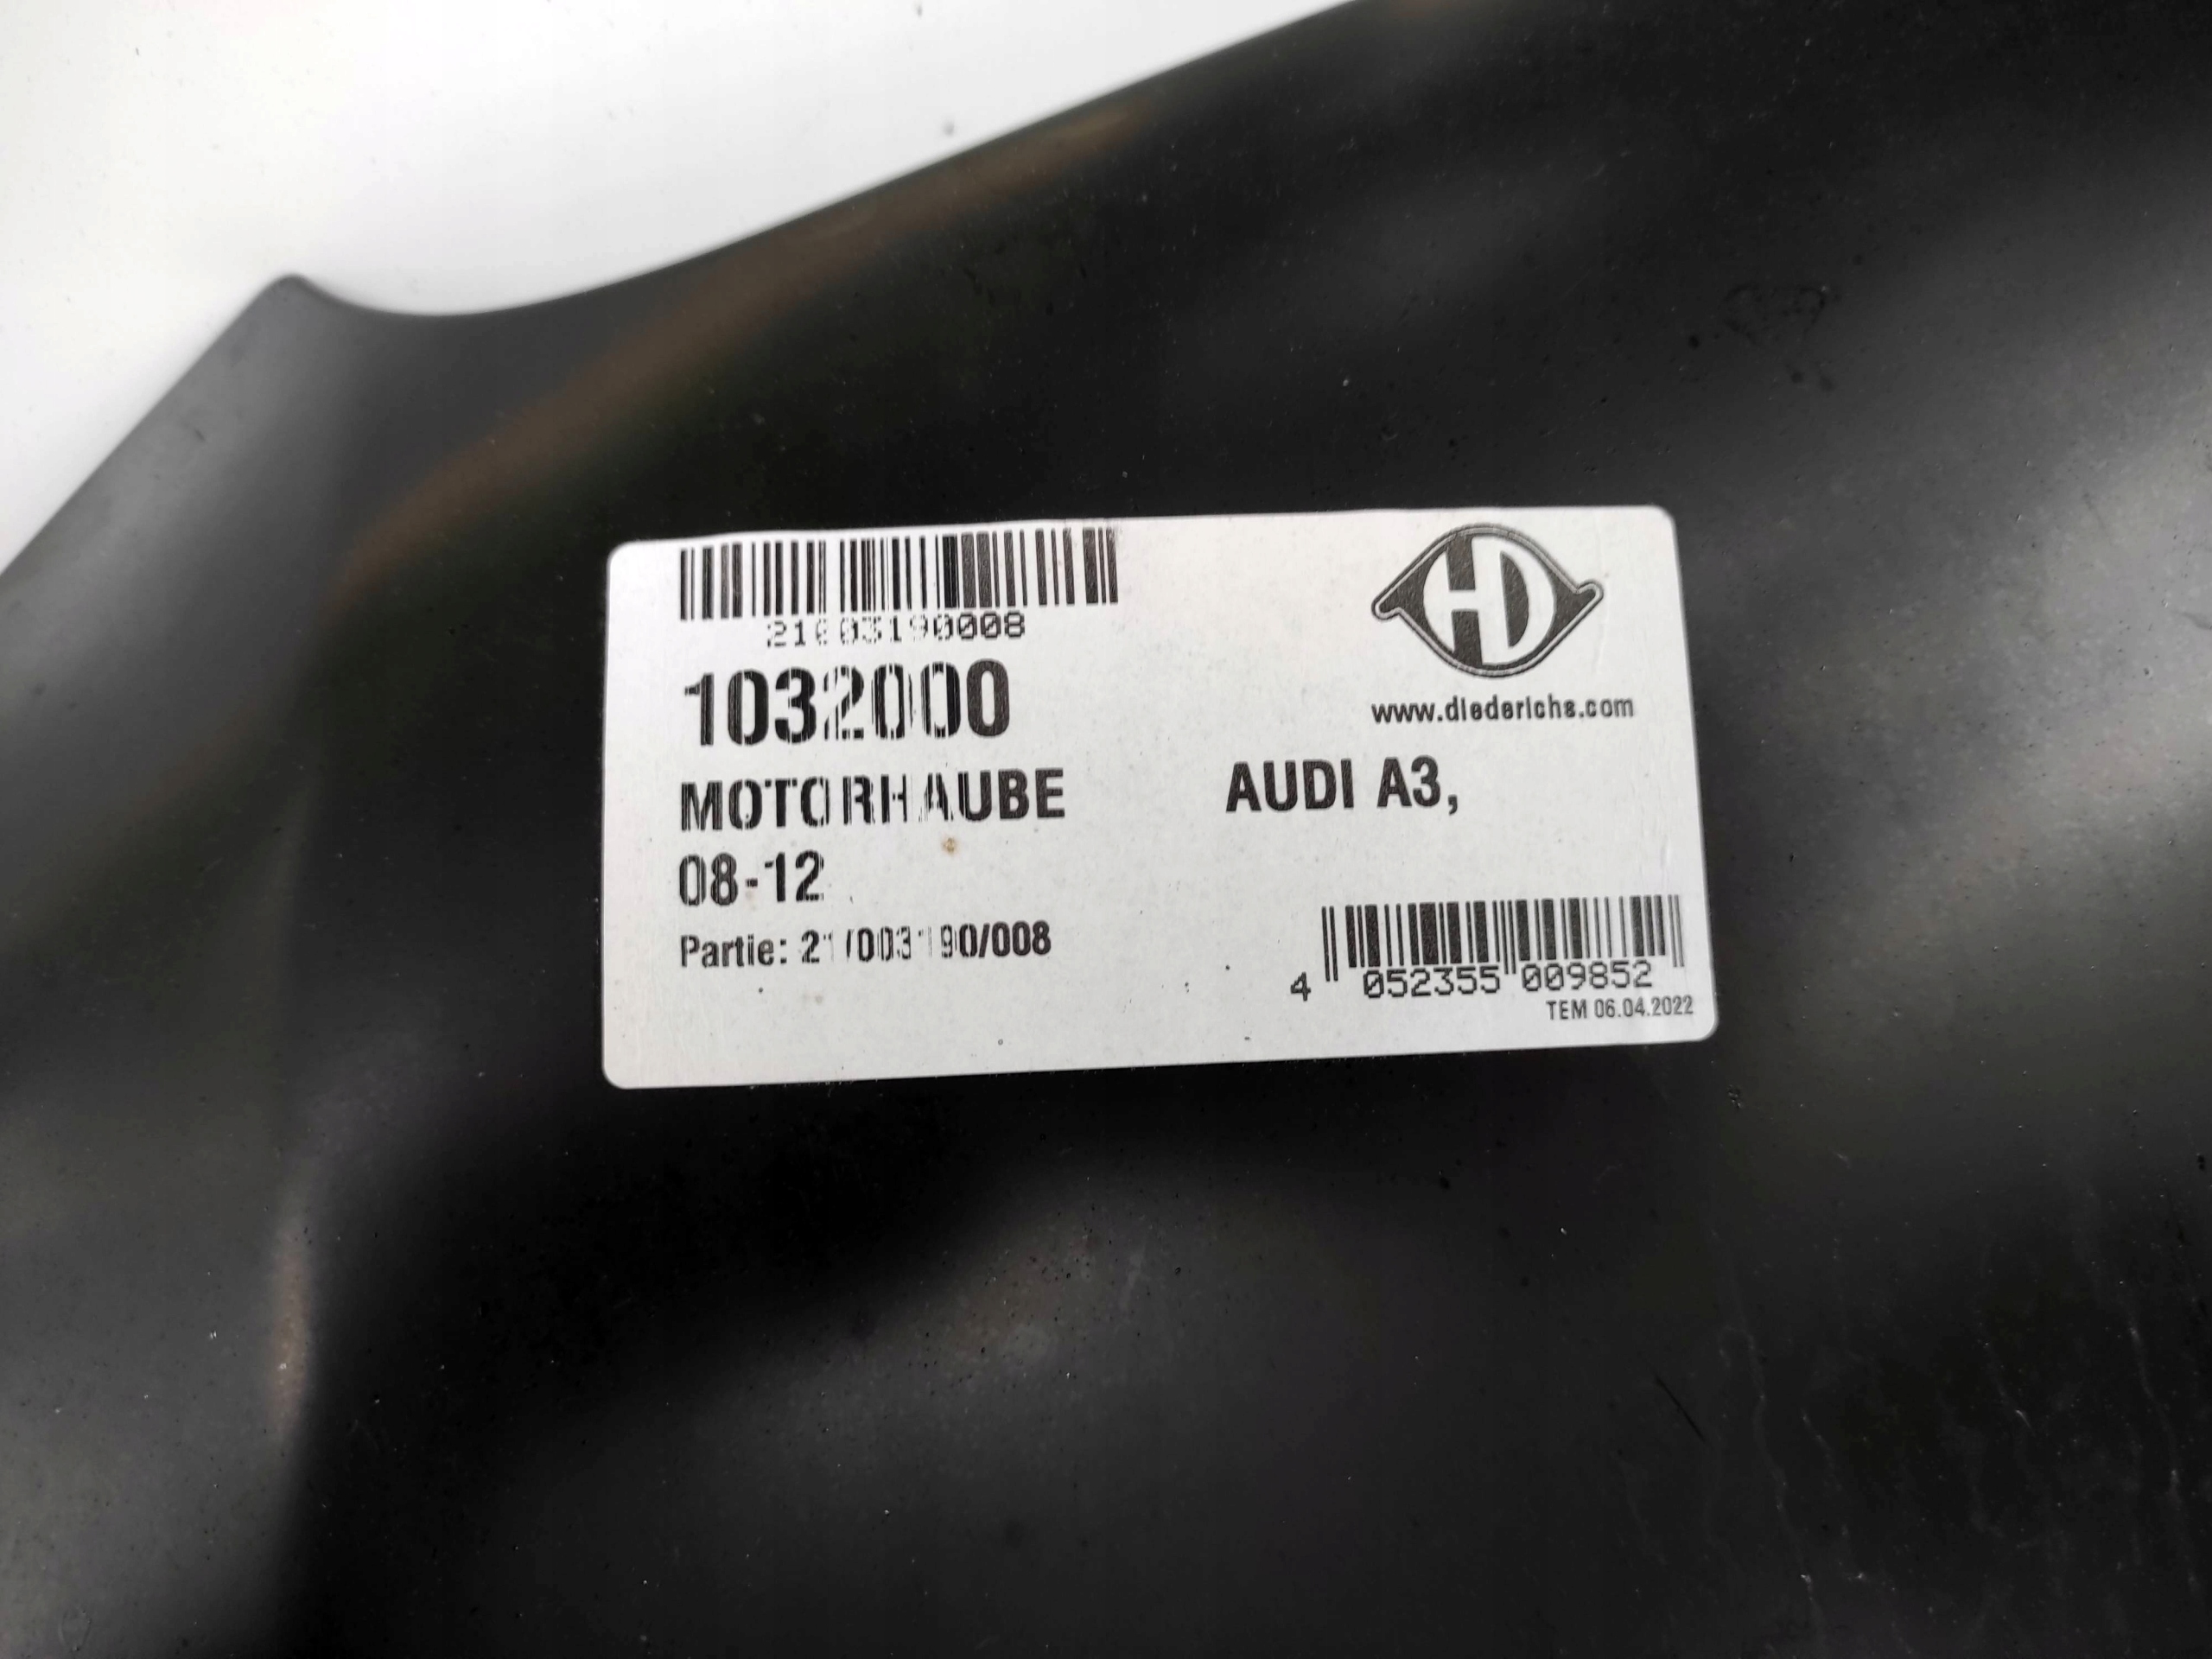 21003190008
HD
1032000
www.diederichs.com
MOTORHAUBE AUDI A3,
08-12
Partie: 21/003190/008
4 052355 009852
TEM 06.04.2022